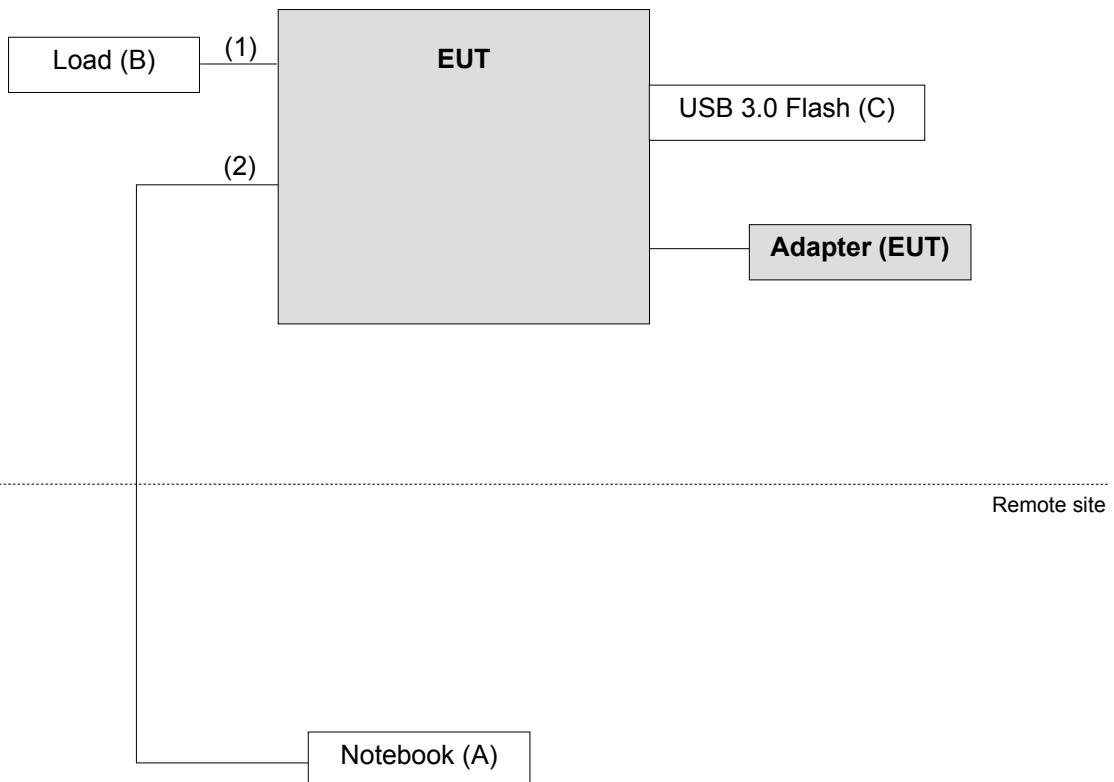 Load (B)
(1)
EUT
USB 3.0 Flash (C)
(2)
Adapter (EUT)
Remote site
Notebook (A)